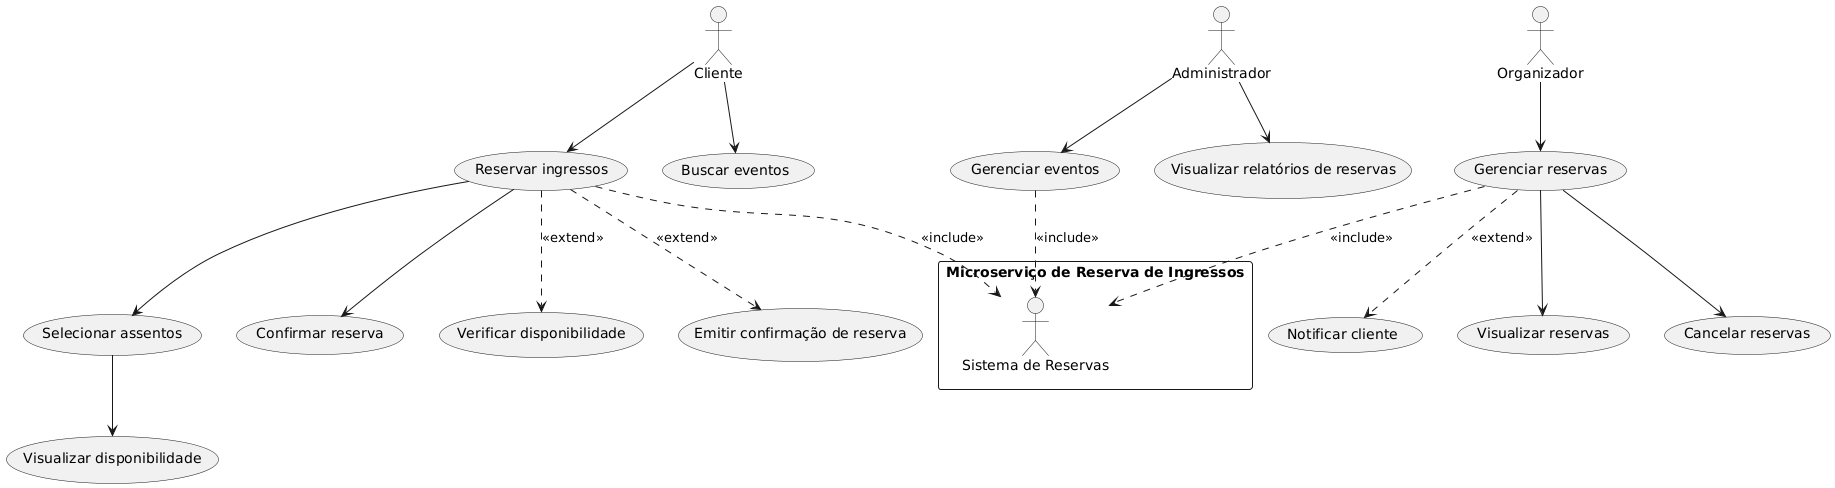 Cliente
Administrador
Organizador
Reservar ingressos
Buscar eventos
Gerenciar eventos
Visualizar relatórios de reservas
Gerenciar reservas
«extend»
«extend»
«include»
«include»
«include»
«extend»
Microserviço de Reserva de Ingressos
Selecionar assentos
Confirmar reserva
Verificar disponibilidade
Emitir confirmação de reserva
Sistema de Reservas
Notificar cliente
Visualizar reservas
Cancelar reservas
Visualizar disponibilidade